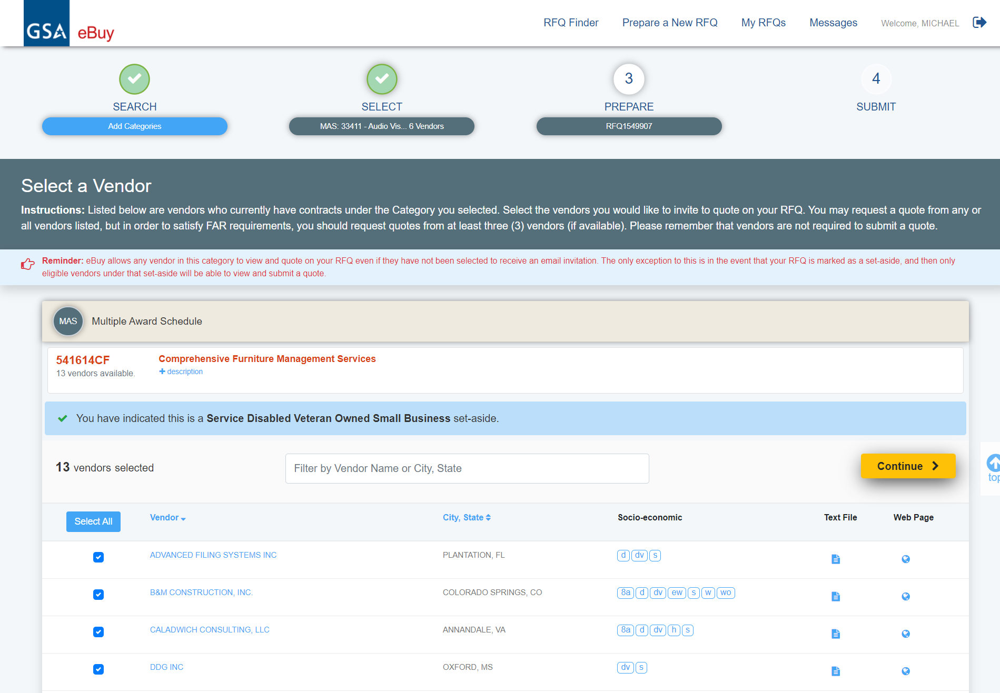 GSA eBuy
RFQ Finder Prepare a New RFQ My RFQs Messages Welcome, MICHAEL
3 4
SEARCH SELECT PREPARE SUBMIT
Add Categories MAS: 33411 - Audio Vis... 6 Vendors RFQ1549907
Select a Vendor
Instructions: Listed below are vendors who currently have contracts under the Category you selected. Select the vendors you would like to invite to quote on your RFQ. You may request a quote from any or
all vendors listed, but in order to satisfy FAR requirements, you should request quotes from at least three (3) vendors (if available). Please remember that vendors are not required to submit a quote.
Reminder: eBuy allows any vendor in this category to view and quote on your RFQ even if they have not been selected to receive an email invitation. The only exception to this is in the event that your RFQ is marked as a set-aside, and then only
eligible vendors under that set-aside will be able to view and submit a quote.
MAS Multiple Award Schedule
541614CF Comprehensive Furniture Management Services
13 vendors available. + description
You have indicated this is a Service Disabled Veteran Owned Small Business set-aside.
13 vendors selected Filter by Vendor Name or City, State Continue
top
Select All Vendor City, State Socio-economic Text File Web Page
ADVANCED FILING SYSTEMS INC PLANTATION, FL d dv s
B&M CONSTRUCTION, INC. COLORADO SPRINGS, CO 8a d dv ew s w wo
CALADWICH CONSULTING, LLC ANNANDALE, VA 8a d dv h s
DDG INC OXFORD, MS dv s